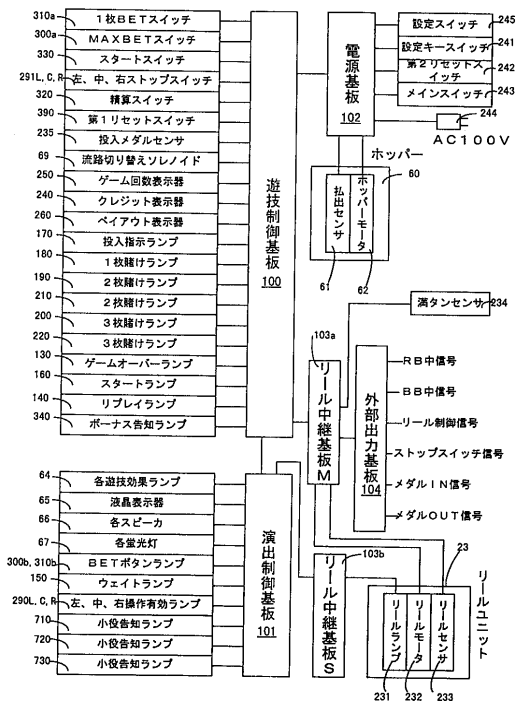 310a 1枚BETスイッチ
300a MAXBETスイッチ
330 スタートスイッチ
291L, C, R 左、中、右ストップスイッチ
320 精算スイッチ
390 第1リセットスイッチ
235 投入メダルセンサ
69 流路切り替えソレノイド
250 ゲーム回数表示器
240 クレジット表示器
260 ペイアウト表示器
170 投入指示ランプ
180 1枚賭けランプ
190 2枚賭けランプ
210 2枚賭けランプ
200 3枚賭けランプ
220 3枚賭けランプ
130 ゲームオーバーランプ
160 スタートランプ
140 リプレイランプ
340 ボーナス告知ランプ
遊技制御基板
100
電源基板
102
設定スイッチ 245
設定キースイッチ 241
第2リセットスイッチ 242
メインスイッチ 243
244
AC100V
ホッパー
60
払出センサ
ホッパーモータ
61
62
満タンセンサ 234
103a
リール中継基板M
外部出力基板
104
RB中信号
BB中信号
リール制御信号
ストップスイッチ信号
メダルIN信号
メダルOUT信号
64 各遊技効果ランプ
65 液晶表示器
66 各スピーカ
67 各蛍光灯
300b, 310b BETボタンランプ
150 ウェイトランプ
290L, C, R 左、中、右操作有効ランプ
710 小役告知ランプ
720 小役告知ランプ
730 小役告知ランプ
演出制御基板
101
103b
リール中継基板S
23
リールユニット
リールランプ
リールモータ
リールセンサ
231
232
233